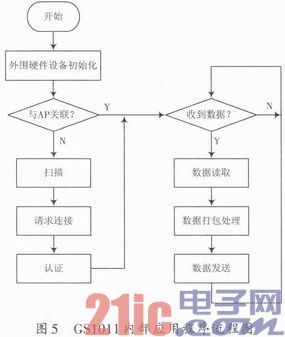 开始
外围硬件设备初始化
与AP关联?
Y
收到数据?
N
N
Y
扫描
数据读取
请求连接
数据打包处理
认证
数据发送
21ic 电子网
图5 GS1011内部应用程序流程图